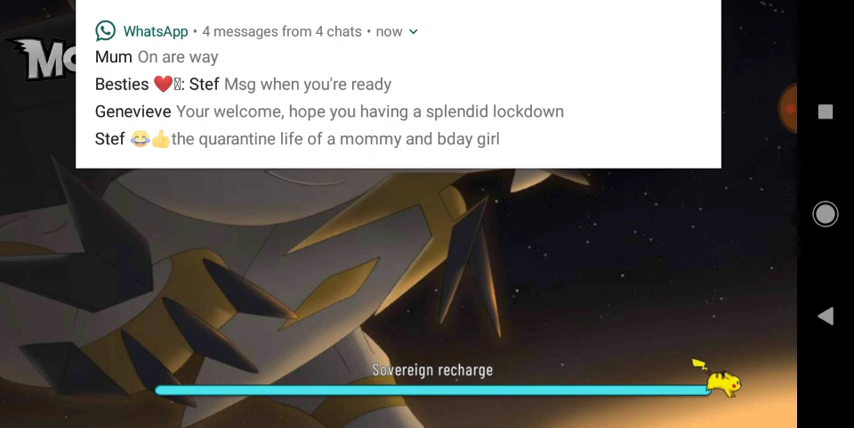 WhatsApp • 4 messages from 4 chats • now
Mum On are way
Besties ❤️: Stef Msg when you're ready
Genevieve Your welcome, hope you having a splendid lockdown
Stef 😂👍the quarantine life of a mommy and bday girl
Sovereign recharge